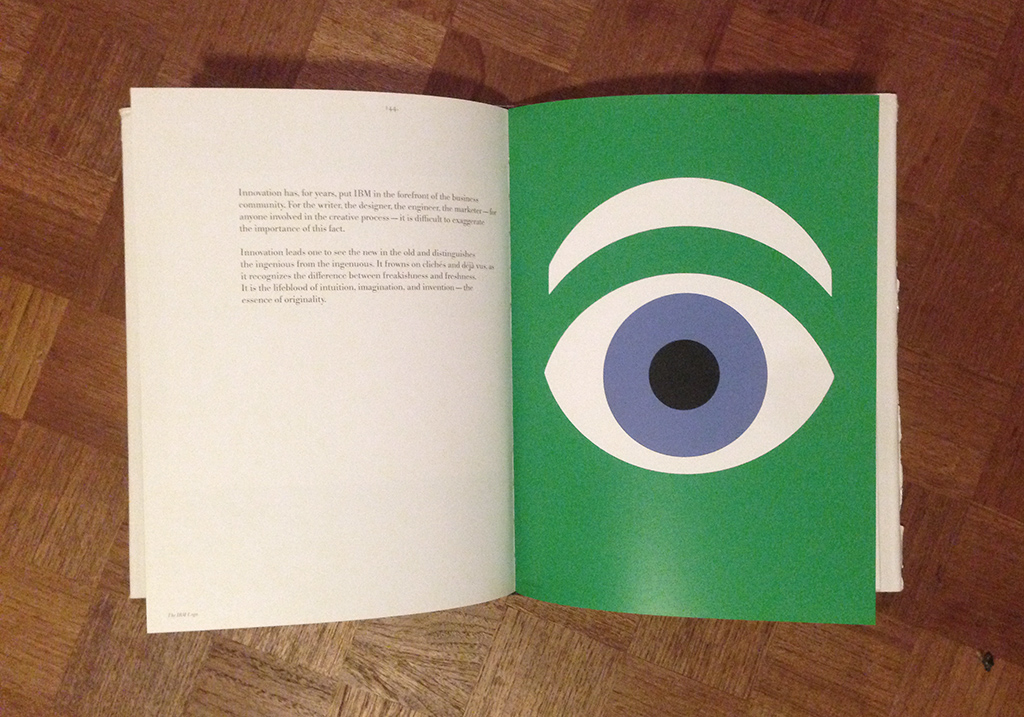 Innovation has, for years, put IBM in the forefront of the business
community. For the writer, the designer, the engineer, the marketer — for
anyone involved in the creative process — it is difficult to exaggerate
the importance of this fact.
Innovation leads one to see the new in the old and distinguishes
the ingenious from the ingenuous. It frowns on clichés and déjà vus, as
it recognizes the difference between freakishness and freshness.
It is the lifeblood of intuition, imagination, and invention — the
essence of originality.
The IBM Logo